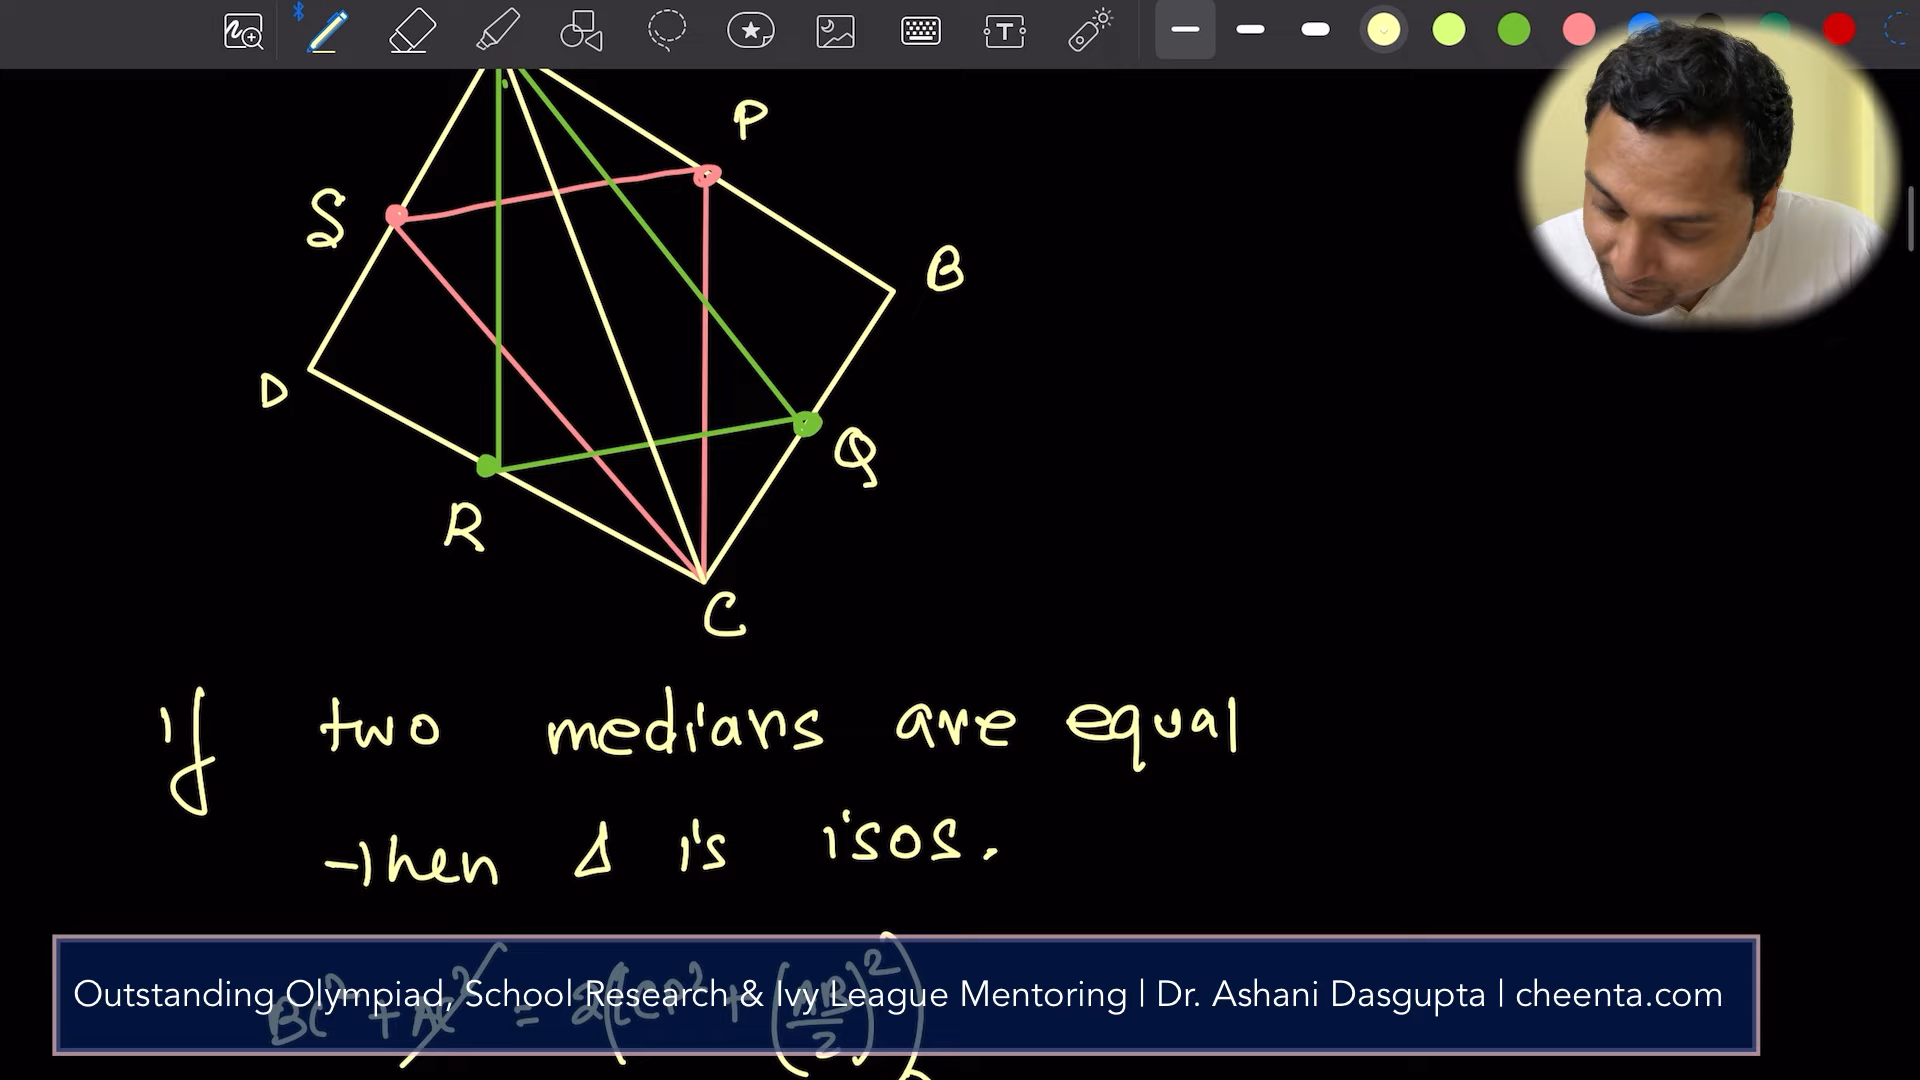 P
S
B
D
Q
R
C
if two medians are equal
then Δ is isos.
Outstanding Olympiad, School Research & Ivy League Mentoring | Dr. Ashani Dasgupta | cheenta.com